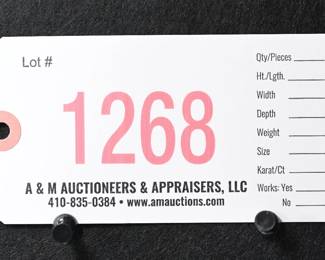 Lot #
1268
A & M AUCTIONEERS & APPRAISERS, LLC
410-835-0384 • www.amauctions.com
Qty/Pieces
Ht./Lgth.
Width
Depth
Weight
Size
Karat/Ct
Works: Yes
No